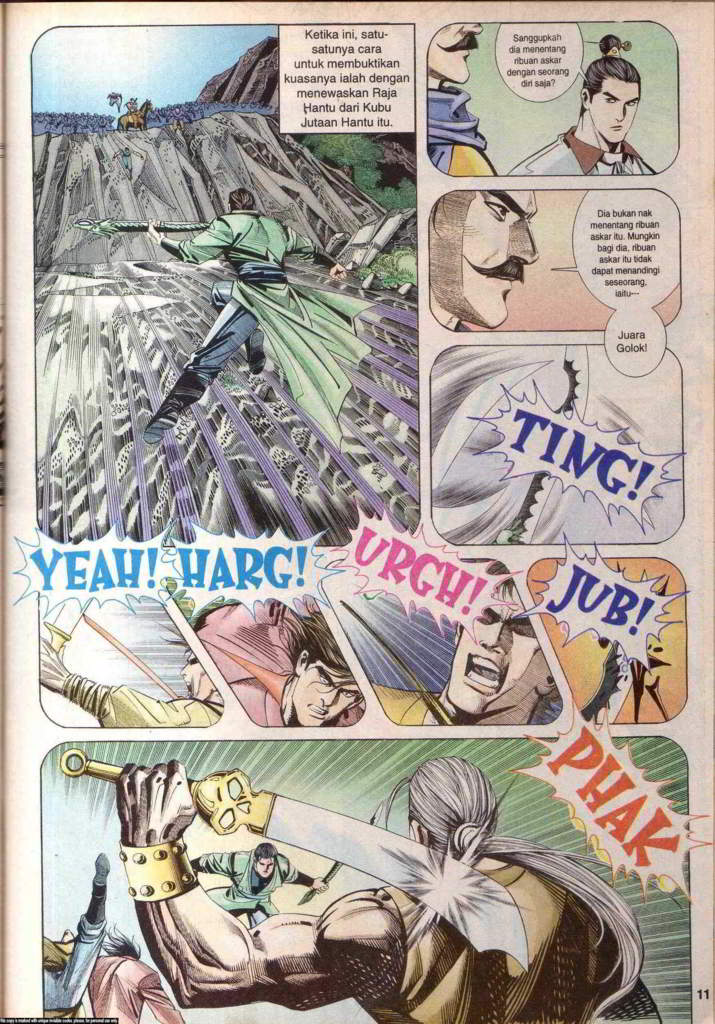 Ketika ini, satu-
satunya cara
untuk membuktikan
kuasanya ialah dengan
menewaskan Raja
Hantu dari Kubu
Jutaan Hantu itu.
Sanggupkah
dia menentang
ribuan askar
dengan seorang
diri saja?
Dia bukan nak
menentang ribuan
askar itu. Mungkin
bagi dia, ribuan
askar itu tidak
dapat menandingi
seseorang,
iaitu---
Juara
Golok!
TING!
YEAH! HARG!
URGH!
JUB!
PHAK
11